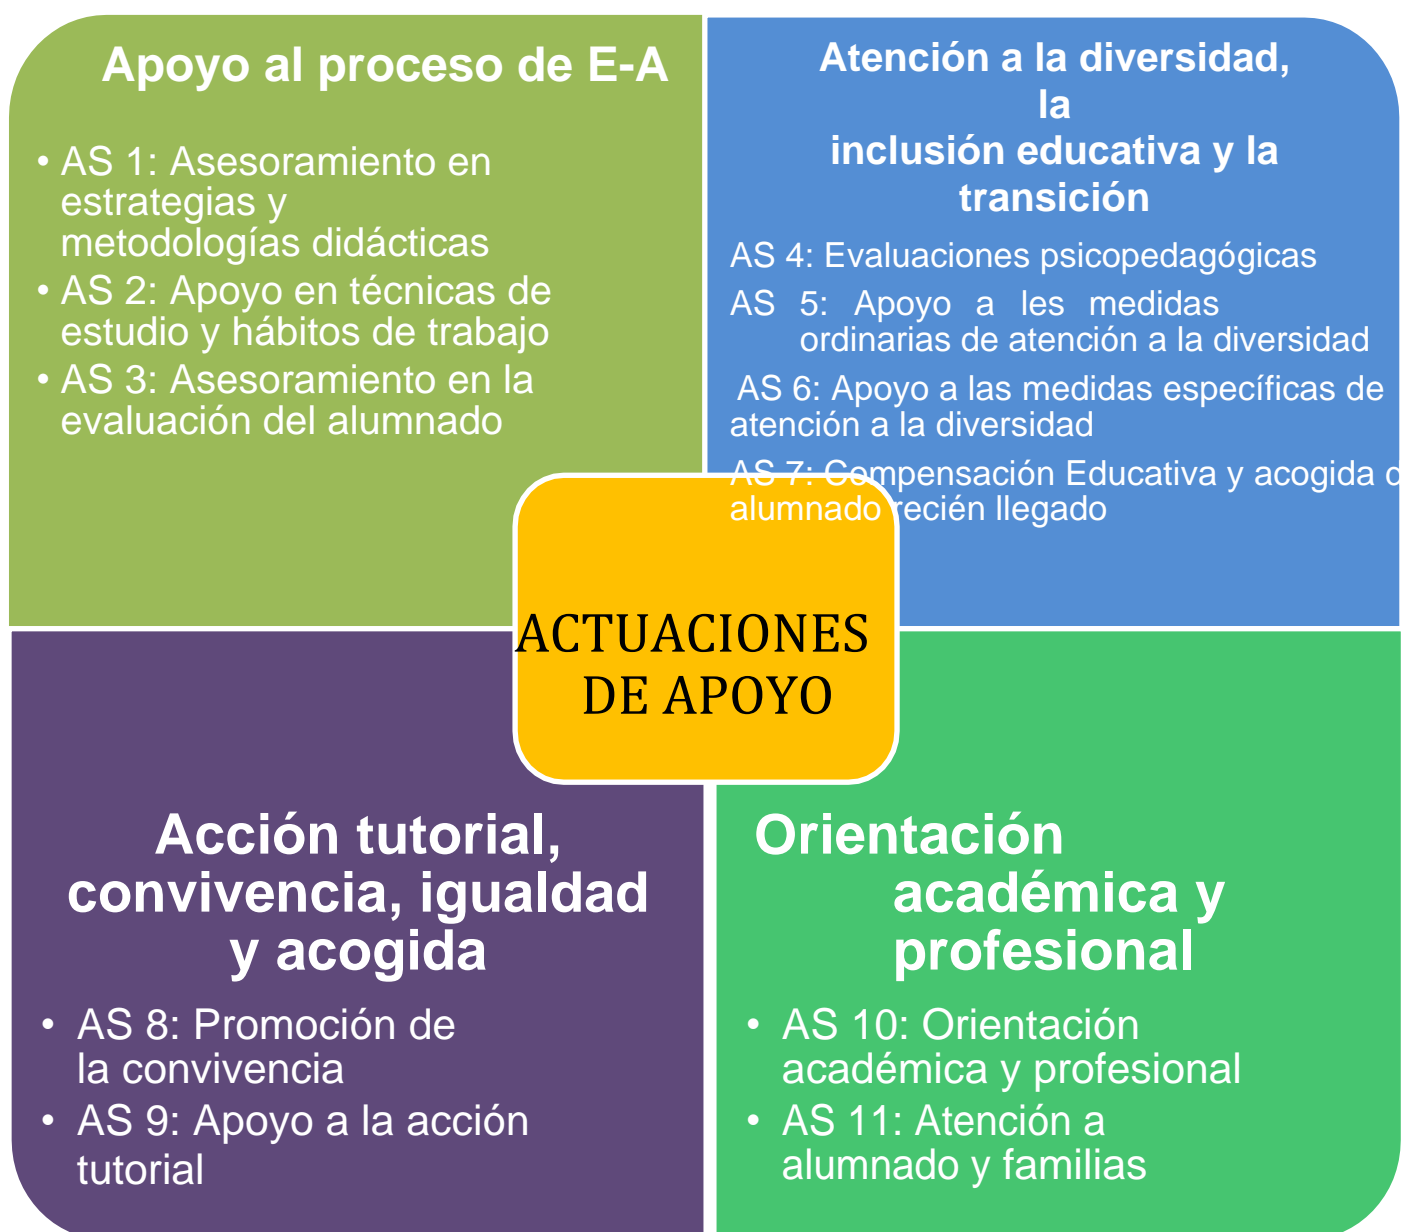 Apoyo al proceso de E-A
• AS 1: Asesoramiento en
estrategias y
metodologías didácticas
• AS 2: Apoyo en técnicas de
estudio y hábitos de trabajo
• AS 3: Asesoramiento en la
evaluación del alumnado
Atención a la diversidad,
la
inclusión educativa y la
transición
AS 4: Evaluaciones psicopedagógicas
AS 5: Apoyo a les medidas
ordinarias de atención a la diversidad
AS 6: Apoyo a las medidas específicas de
atención a la diversidad
AS 7: Compensación Educativa y acogida
alumnado recién llegado
ACTUACIONES
DE APOYO
Acción tutorial,
convivencia, igualdad
y acogida
• AS 8: Promoción de
la convivencia
• AS 9: Apoyo a la acción
tutorial
Orientación
académica y
profesional
• AS 10: Orientación
académica y profesional
• AS 11: Atención a
alumnado y familias